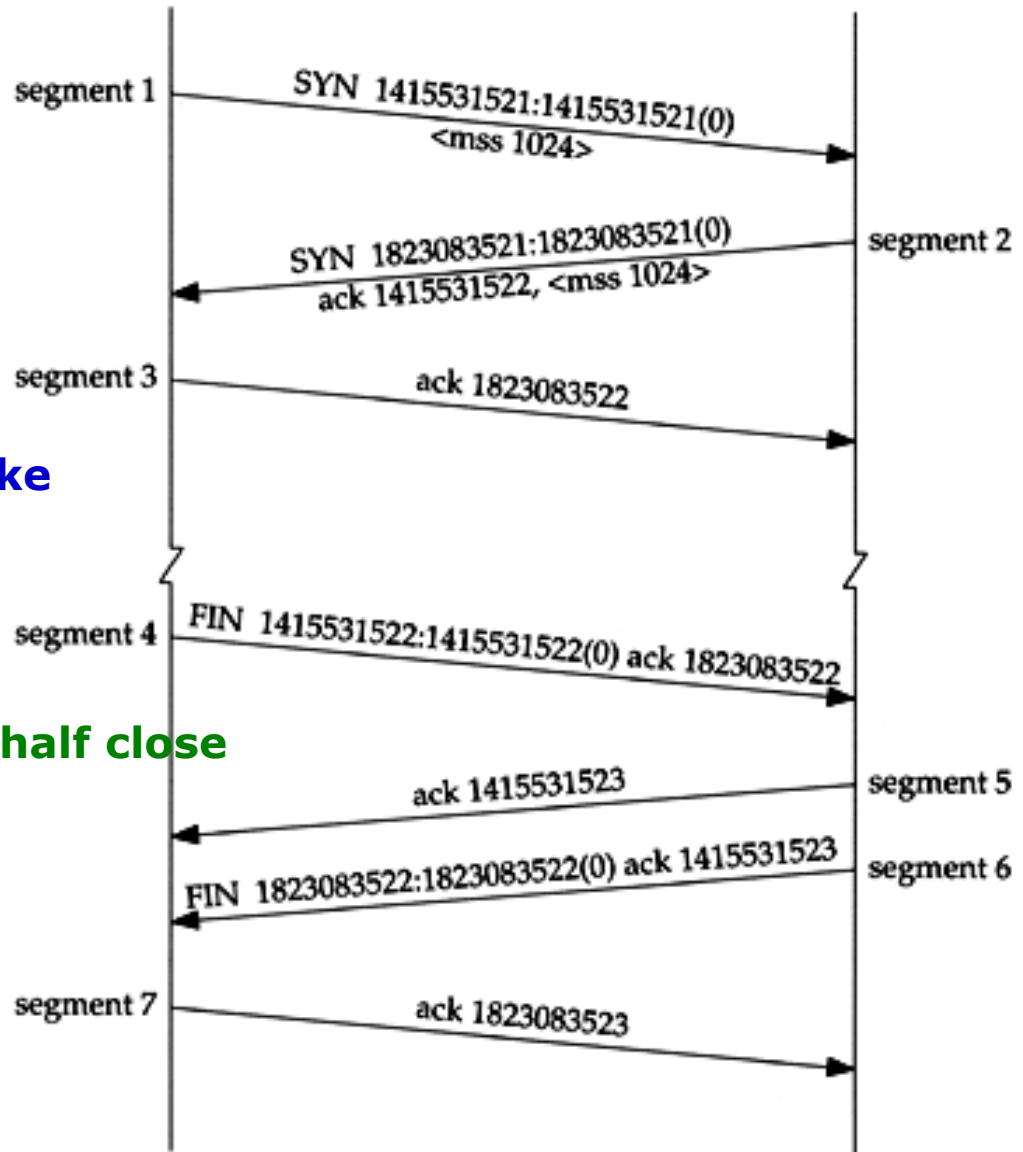 segment 1
SYN 1415531521:1415531521(0)
<mss 1024>
SYN 1823083521:1823083521(0)
segment 2
ack 1415531522, <mss 1024>
segment 3
ack 1823083522
ke
segment 4
FIN 1415531522:1415531522(0) ack 1823083522
half close
ack 1415531523
segment 5
FIN 1823083522:1823083522(0) ack 1415531523
segment 6
segment 7
ack 1823083523